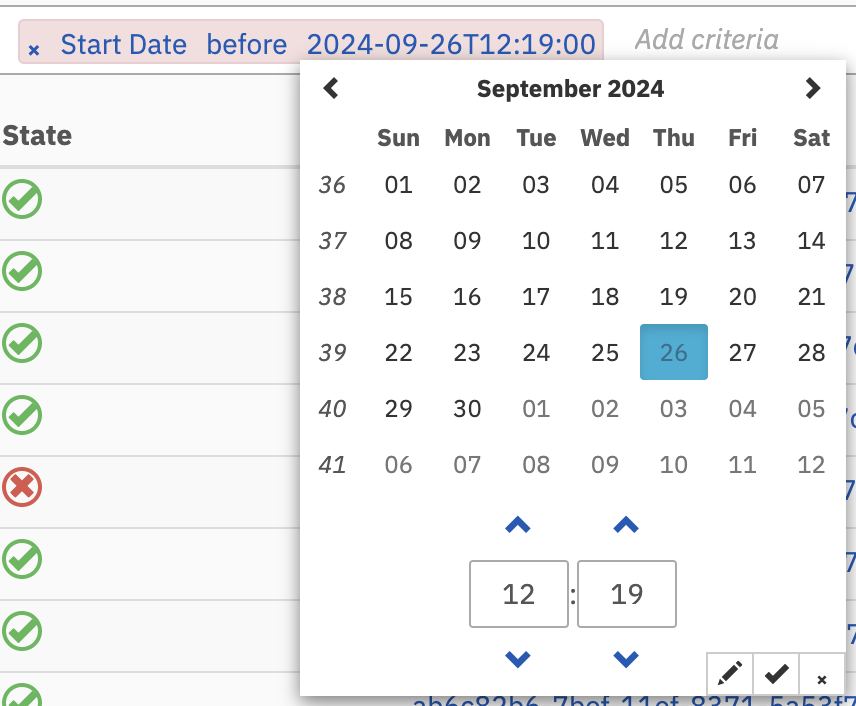 × Start Date before 2024-09-26T12:19:00 Add criteria
September 2024
State
Sun Mon Tue Wed Thu Fri Sat
36 01 02 03 04 05 06 07
37 08 09 10 11 12 13 14
38 15 16 17 18 19 20 21
39 22 23 24 25 26 27 28
40 29 30 01 02 03 04 05
41 06 07 08 09 10 11 12
12 : 19
×